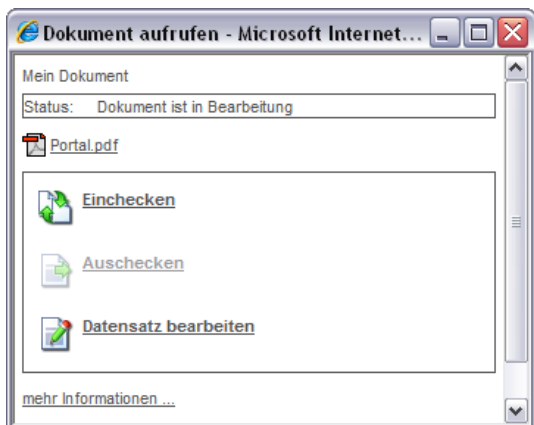 Dokument aufrufen - Microsoft Internet...
Mein Dokument
Status: Dokument ist in Bearbeitung
Portal.pdf
Einchecken
Auschecken
Datensatz bearbeiten
mehr Informationen ...